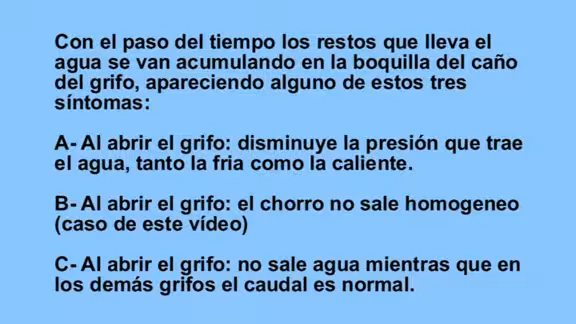 Con el paso del tiempo los restos que lleva el
agua se van acumulando en la boquilla del caño
del grifo, apareciendo alguno de estos tres
síntomas:
A- Al abrir el grifo: disminuye la presión que trae
el agua, tanto la fria como la caliente.
B- Al abrir el grifo: el chorro no sale homogeneo
(caso de este vídeo)
C- Al abrir el grifo: no sale agua mientras que en
los demás grifos el caudal es normal.